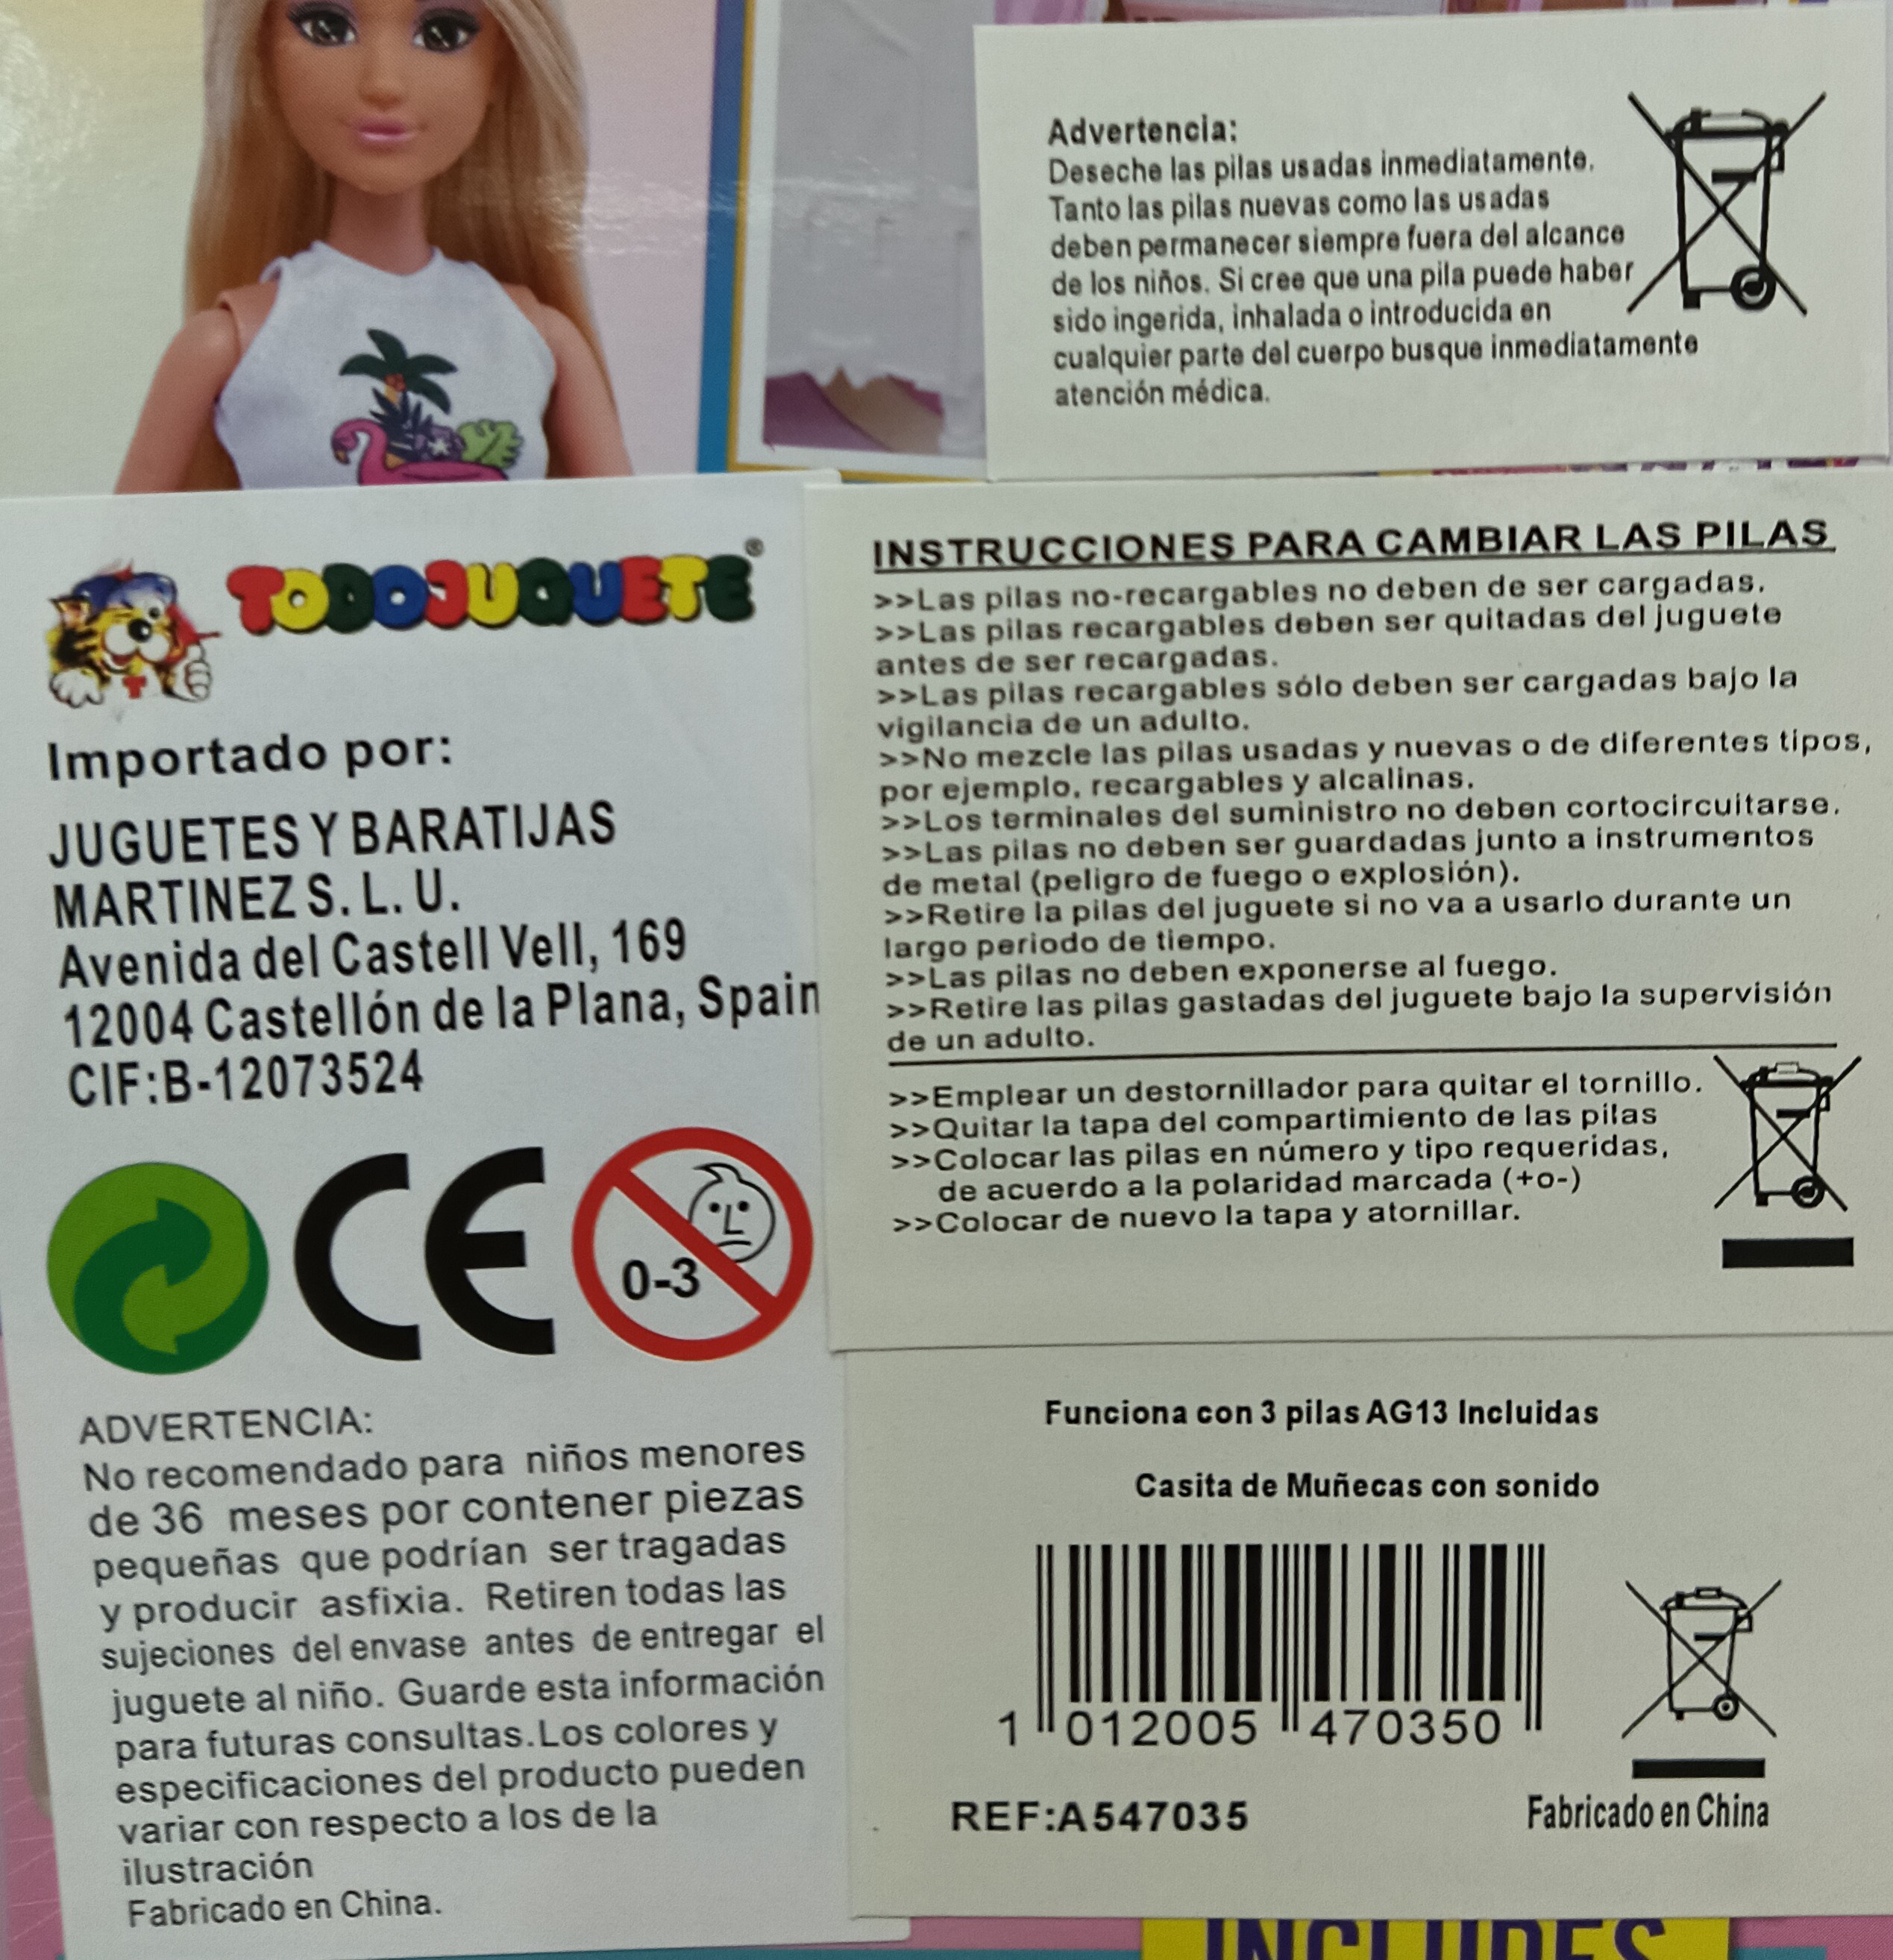 Advertencia:
Deseche las pilas usadas inmediatamente.
Tanto las pilas nuevas como las usadas
deben permanecer siempre fuera del alcance
de los niños. Si cree que una pila puede haber
sido ingerida, inhalada o introducida en
cualquier parte del cuerpo busque inmediatamente
atención médica.
TODOJUQUETE®
Importado por:
JUGUETES Y BARATIJAS
MARTINEZ S. L. U.
Avenida del Castell Vell, 169
12004 Castellón de la Plana, Spain
CIF:B-12073524
CE
0-3
ADVERTENCIA:
No recomendado para niños menores
de 36 meses por contener piezas
pequeñas que podrían ser tragadas
y producir asfixia. Retiren todas las
sujeciones del envase antes de entregar el
juguete al niño. Guarde esta información
para futuras consultas.Los colores y
especificaciones del producto pueden
variar con respecto a los de la
ilustración
Fabricado en China.
INSTRUCCIONES PARA CAMBIAR LAS PILAS
>>Las pilas no-recargables no deben de ser cargadas.
>>Las pilas recargables deben ser quitadas del juguete
antes de ser recargadas.
>>Las pilas recargables sólo deben ser cargadas bajo la
vigilancia de un adulto.
>>No mezcle las pilas usadas y nuevas o de diferentes tipos,
por ejemplo, recargables y alcalinas.
>>Los terminales del suministro no deben cortocircuitarse.
>>Las pilas no deben ser guardadas junto a instrumentos
de metal (peligro de fuego o explosión).
>>Retire la pilas del juguete si no va a usarlo durante un
largo periodo de tiempo.
>>Las pilas no deben exponerse al fuego.
>>Retire las pilas gastadas del juguete bajo la supervisión
de un adulto.
>>Emplear un destornillador para quitar el tornillo.
>>Quitar la tapa del compartimiento de las pilas
>>Colocar las pilas en número y tipo requeridas,
de acuerdo a la polaridad marcada (+o-)
>>Colocar de nuevo la tapa y atornillar.
Funciona con 3 pilas AG13 Incluidas
Casita de Muñecas con sonido
1 012005 470350
REF:A547035
Fabricado en China
INCLUDES